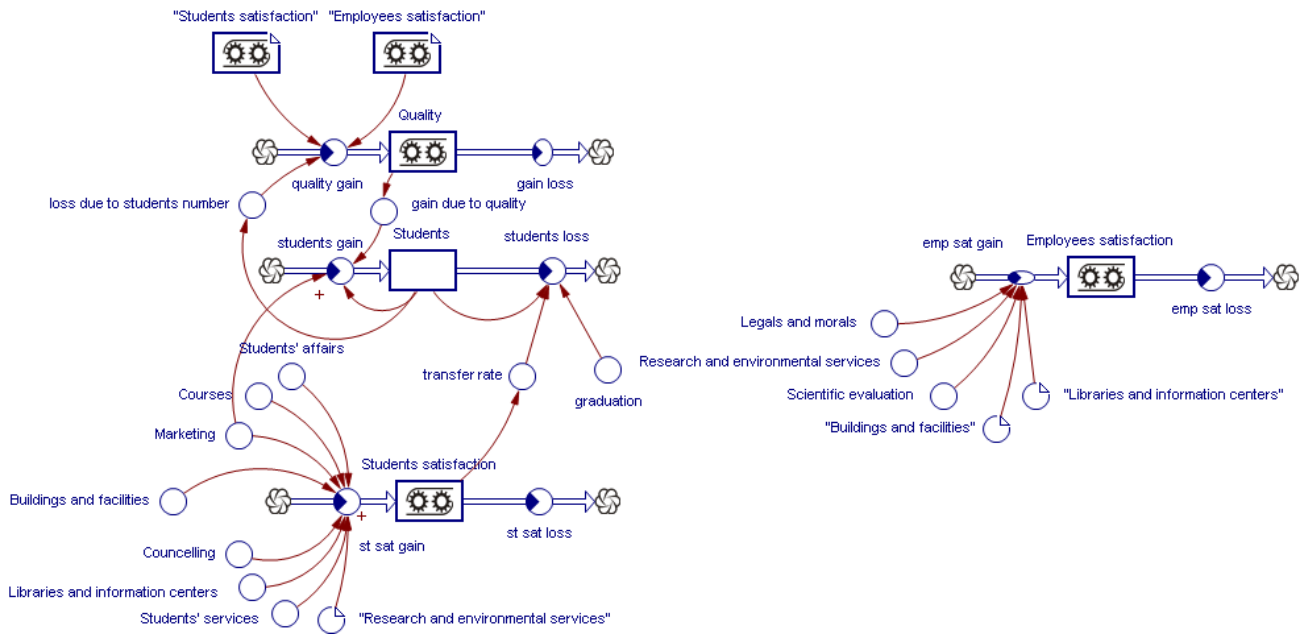 "Students satisfaction" "Employees satisfaction"
Quality
quality gain
gain loss
loss due to students number
gain due to quality
students gain
Students
students loss
emp sat gain
Employees satisfaction
+
emp sat loss
Legals and morals
Students' affairs
Research and environmental services
transfer rate
Courses
Scientific evaluation
"Libraries and information centers"
graduation
"Buildings and facilities"
Marketing
Students satisfaction
Buildings and facilities
+
st sat gain
st sat loss
Councelling
Libraries and information centers
Students' services
"Research and environmental services"